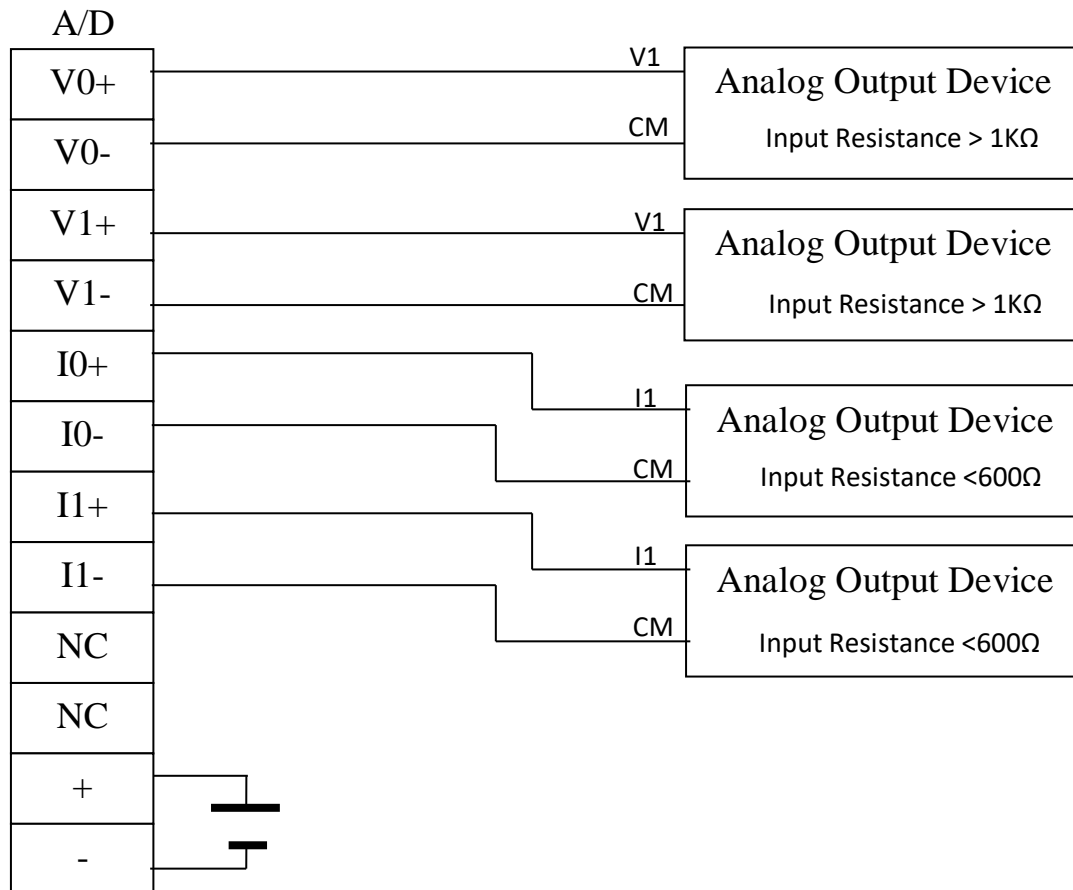 A/D
V0+
V0-
V1+
V1-
I0+
I0-
I1+
I1-
NC
NC
+
-
V1
CM
Analog Output Device
Input Resistance > 1KΩ
V1
CM
Analog Output Device
Input Resistance > 1KΩ
I1
CM
Analog Output Device
Input Resistance <600Ω
I1
CM
Analog Output Device
Input Resistance <600Ω